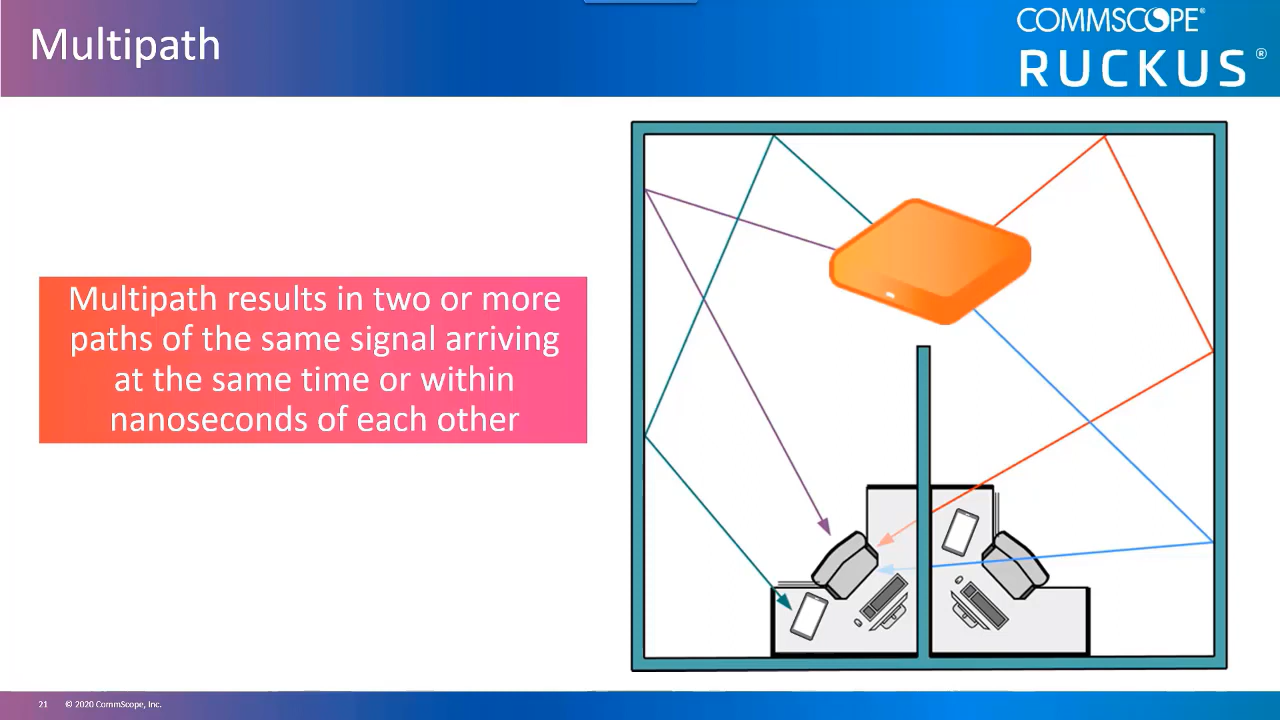 Multipath
COMMSCOPE®
RUCKUS®
Multipath results in two or more
paths of the same signal arriving
at the same time or within
nanoseconds of each other
21 © 2020 CommScope, Inc.